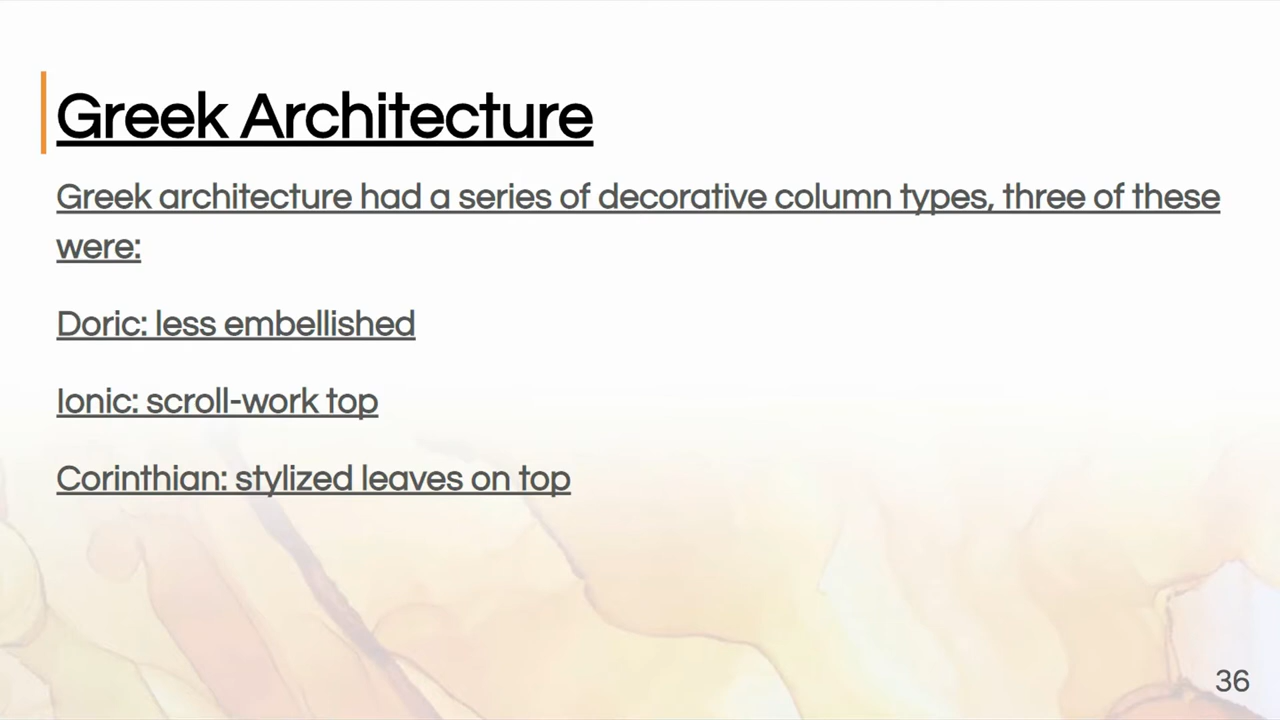 Greek Architecture
Greek architecture had a series of decorative column types, three of these
were:
Doric: less embellished
Ionic: scroll-work top
Corinthian: stylized leaves on top
36